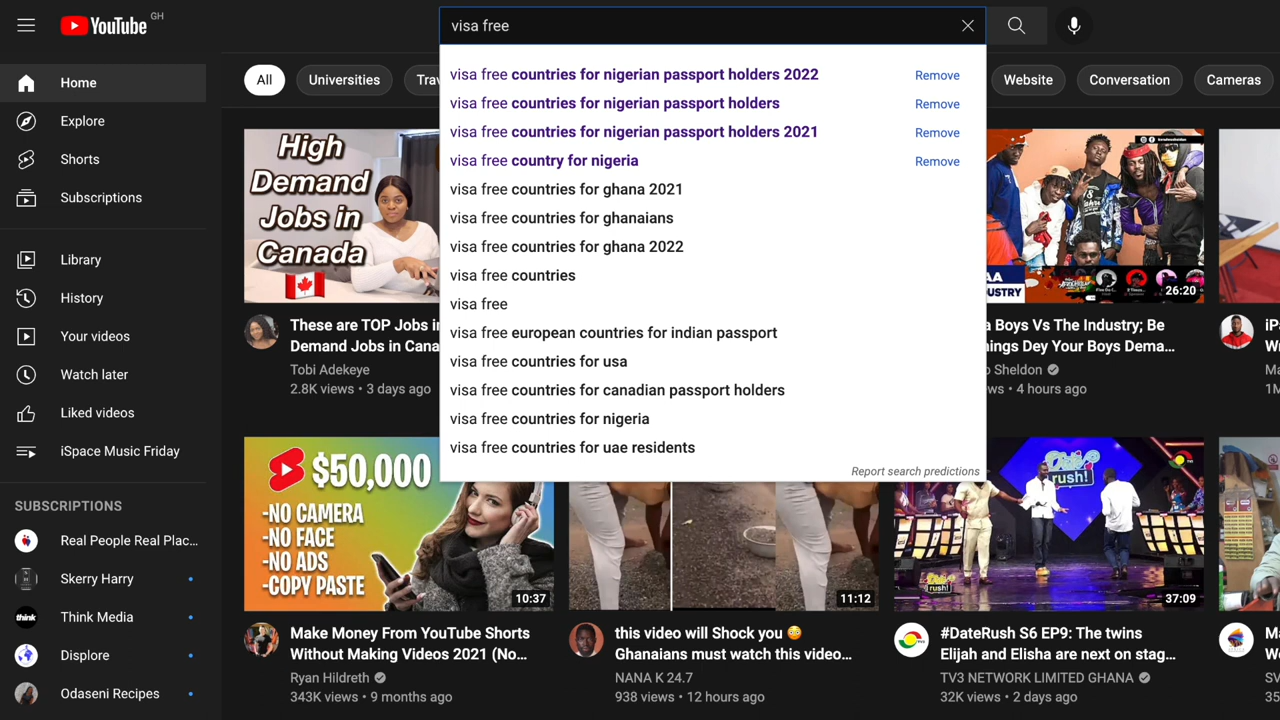 YouTube GH
visa free
Home
Explore
Shorts
Subscriptions
Library
History
Your videos
Watch later
Liked videos
iSpace Music Friday
SUBSCRIPTIONS
Real People Real Plac...
Skerry Harry
think
Think Media
Displore
Odaseni Recipes
All
Universities
Website
Conversation
Cameras
visa free countries for nigerian passport holders 2022 Remove
visa free countries for nigerian passport holders Remove
visa free countries for nigerian passport holders 2021 Remove
visa free country for nigeria Remove
visa free countries for ghana 2021
visa free countries for ghanaians
visa free countries for ghana 2022
visa free countries
visa free
visa free european countries for indian passport
visa free countries for usa
visa free countries for canadian passport holders
visa free countries for nigeria
visa free countries for uae residents
Report search predictions
High
Demand
Jobs in
Canada
These are TOP Jobs
Demand Jobs in
Tobi Adekeye
2.8K views • 3 days ago
26:20
Boys Vs The Industry; Be
Dey Your Boys Dema...
Sheldon
• 4 hours ago
$50,000
-NO CAMERA
-NO FACE
-NO ADS
-COPY PASTE
10:37
Make Money From YouTube Shorts
Without Making Videos 2021 (No...
Ryan Hildreth
343K views • 9 months ago
11:12
this video will Shock you 😳
Ghanaians must watch this video...
NANA K 24.7
938 views • 12 hours ago
rush!
37:09
#DateRush S6 EP9: The twins
Elijah and Elisha are next on stag...
TV3 NETWORK LIMITED GHANA
32K views • 2 days ago